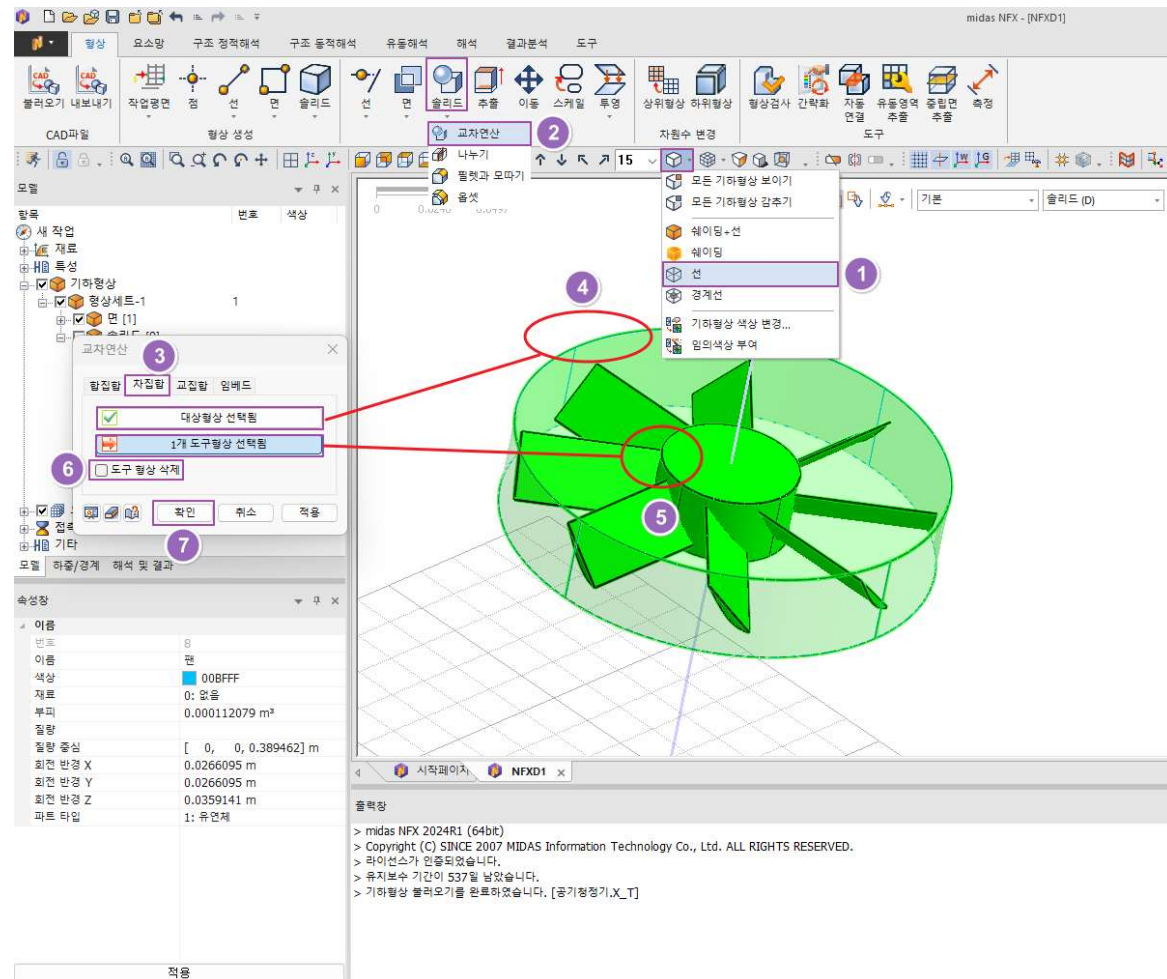 midas NFX - [NFXD1]
형상 요소망 구조 정적해석 구조 동적해석 유동해석 해석 결과분석 도구
CAD CAD
불러오기 내보내기 작업평면 점 선 면 솔리드 선 면 솔리드 추출 이동 스케일 투영 상위형상 하위형상 형상검사 간략화 자동 연결 유동영역 추출 중립면 추출 측정
CAD파일 형상 생성 차원수 변경 도구
교차연산 2
나누기
필렛과 모따기
옵셋
15
모든 기하형상 보이기
모든 기하형상 감추기
쉐이딩+선
쉐이딩
선 1
경계선
기하형상 색상 변경...
임의색상 부여
기본 솔리드 (D)
모델
항목 번호 색상
새 작업
재료
특성
기하형상
형상세트-1 1
면 [1]
교차연산 3
합집합 차집합 교집합 임베드
대상형상 선택됨
1개 도구형상 선택됨
6 도구 형상 삭제
확인 취소 적용
7
4
5
기타
모델 하중/경계 해석 및 결과
속성창
이름
번호 8
이름 팬
색상 00BFFF
재료 0: 없음
부피 0.000112079 m³
질량
질량 중심 [ 0, 0, 0.389462] m
회전 반경 X 0.0266095 m
회전 반경 Y 0.0266095 m
회전 반경 Z 0.0359141 m
파트 타입 1: 유연체
적용
시작페이지 NFXD1
출력창
> midas NFX 2024R1 (64bit)
> Copyright (C) SINCE 2007 MIDAS Information Technology Co., Ltd. ALL RIGHTS RESERVED.
> 라이선스가 인증되었습니다.
> 유지보수 기간이 537일 남았습니다.
> 기하형상 불러오기를 완료하였습니다. [공기청정기.X_T]